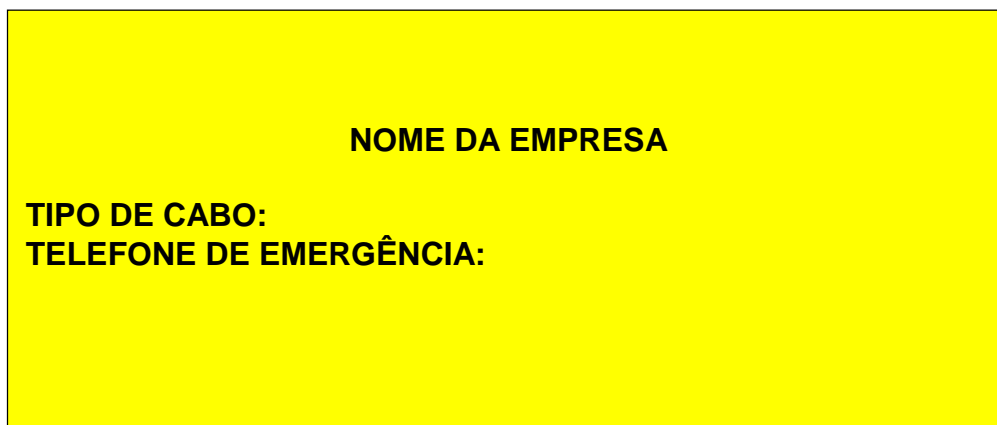 NOME DA EMPRESA
TIPO DE CABO:
TELEFONE DE EMERGÊNCIA: